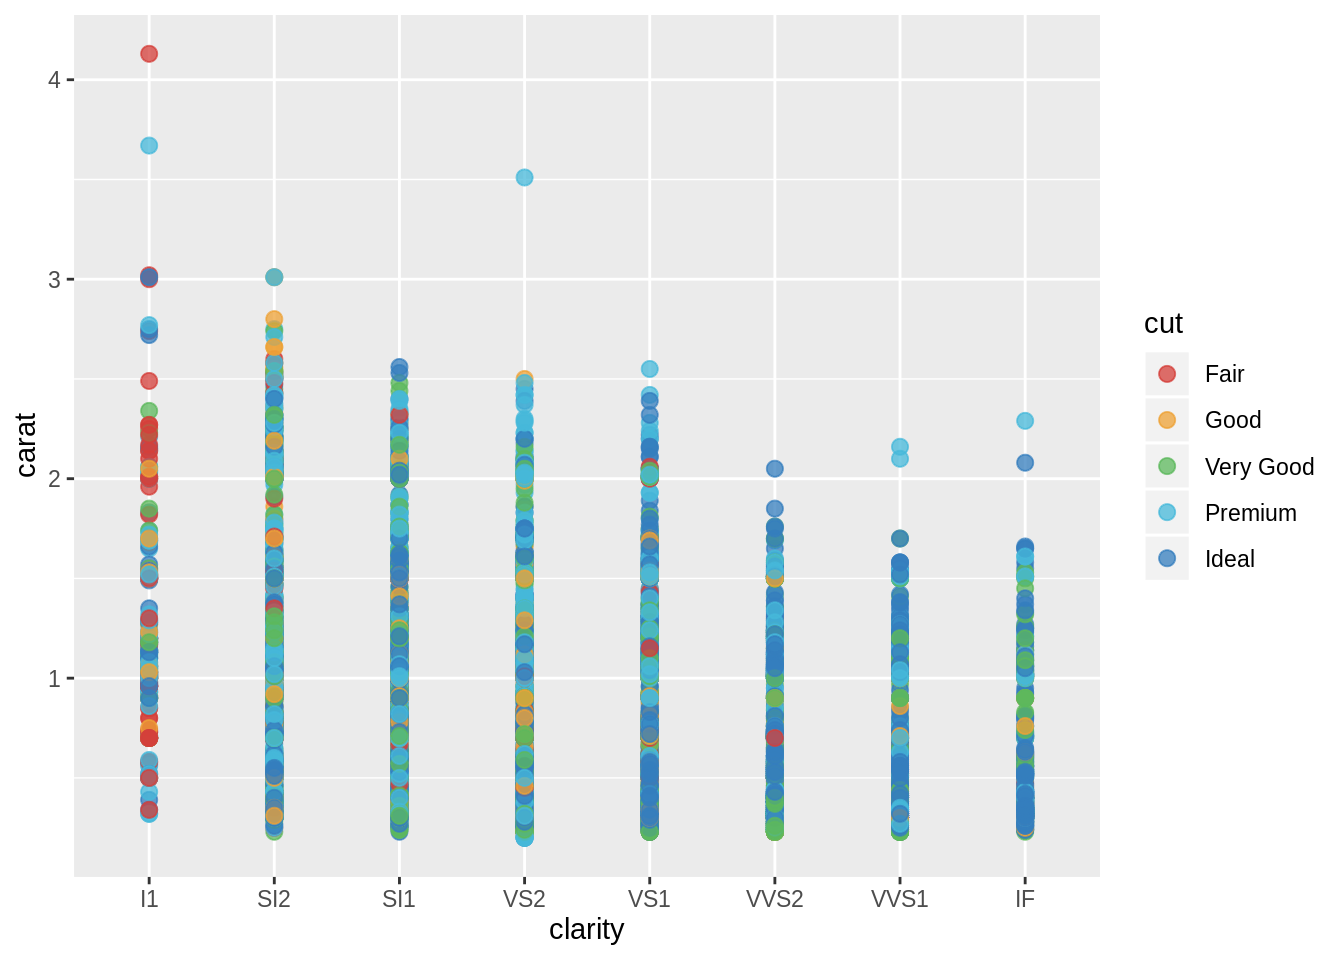 carat
4
3
2
1
I1 SI2 SI1 VS2 VS1 VVS2 VVS1 IF
clarity
cut
Fair
Good
Very Good
Premium
Ideal